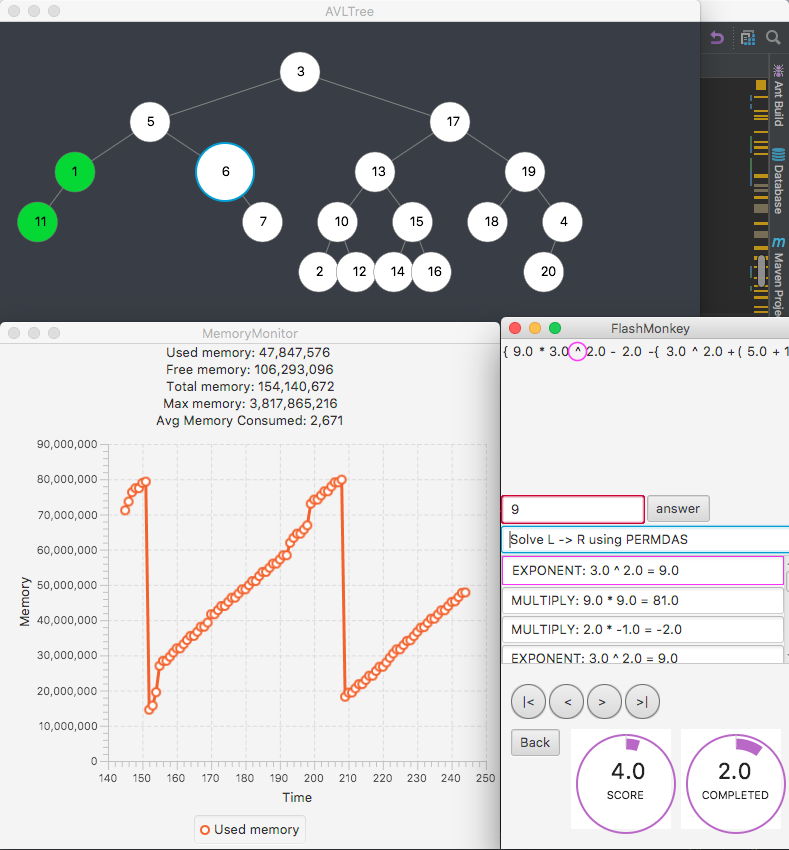 AVLTree
3
5 17
1 6 13 19
11 7 10 15 18 4
2 12 14 16 20
Ant Build
Database
m
Maven Projec
MemoryMonitor
Used memory: 47,847,576
Free memory: 106,293,096
Total memory: 154,140,672
Max memory: 3,817,865,216
Avg Memory Consumed: 2,671
90,000,000
80,000,000
70,000,000
60,000,000
50,000,000
40,000,000
30,000,000
20,000,000
10,000,000
0
Memory
140 150 160 170 180 190 200 210 220 230 240 250
Time
Used memory
FlashMonkey
{ 9.0 * 3.0 ^ 2.0 - 2.0 -{ 3.0 ^ 2.0 + ( 5.0 + 1
9
answer
Solve L -> R using PERMDAS
EXPONENT: 3.0 ^ 2.0 = 9.0
MULTIPLY: 9.0 * 9.0 = 81.0
MULTIPLY: 2.0 * -1.0 = -2.0
EXPONENT: 3.0 ^ 2.0 = 9.0
|< < > >|
Back
4.0
SCORE
2.0
COMPLETED